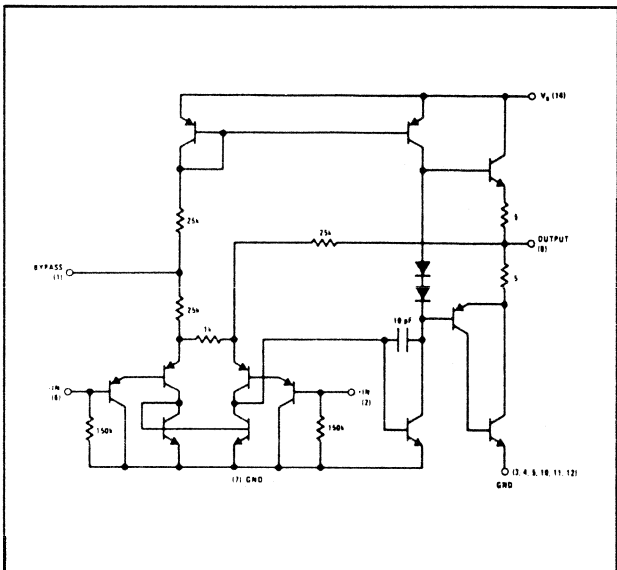 V_S (14)
25k
5
25k
OUTPUT
(8)
BYPASS
(1)
5
25k
10 pF
1k
-IN
(6)
-IN
(2)
150k
150k
(7) GND
(3, 4, 5, 10, 11, 12)
GND